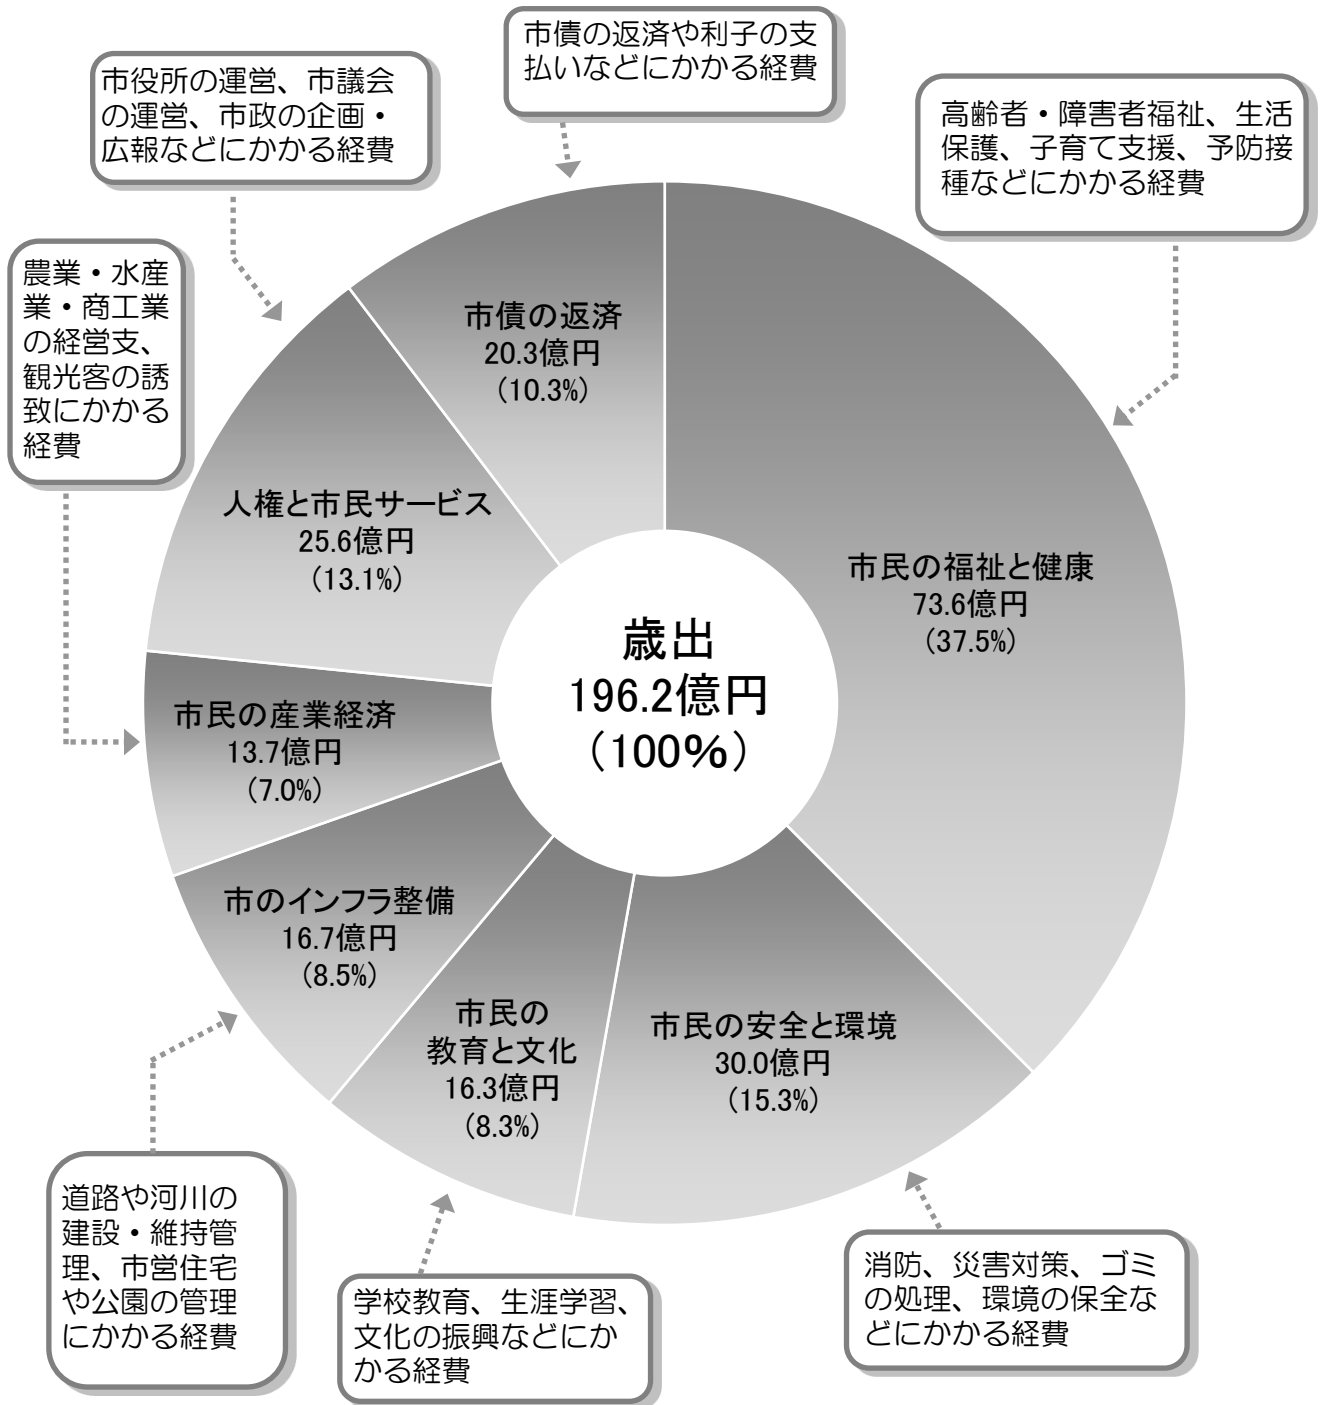 市債の返済や利子の支
払いなどにかかる経費
市役所の運営、市議会
の運営、市政の企画・
広報などにかかる経費
高齢者・障害者福祉、生活
保護、子育て支援、予防接
種などにかかる経費
農業・水産
業・商工業
の経営支、
観光客の誘
致にかかる
経費
市債の返済
20.3億円
(10.3%)
人権と市民サービス
25.6億円
(13.1%)
市民の福祉と健康
73.6億円
(37.5%)
歳出
196.2億円
（100%）
市民の産業経済
13.7億円
(7.0%)
市のインフラ整備
16.7億円
(8.5%)
市民の
教育と文化
16.3億円
(8.3%)
市民の安全と環境
30.0億円
(15.3%)
道路や河川の
建設・維持管
理、市営住宅
や公園の管理
にかかる経費
学校教育、生涯学習、
文化の振興などにか
かる経費
消防、災害対策、ゴミ
の処理、環境の保全な
どにかかる経費